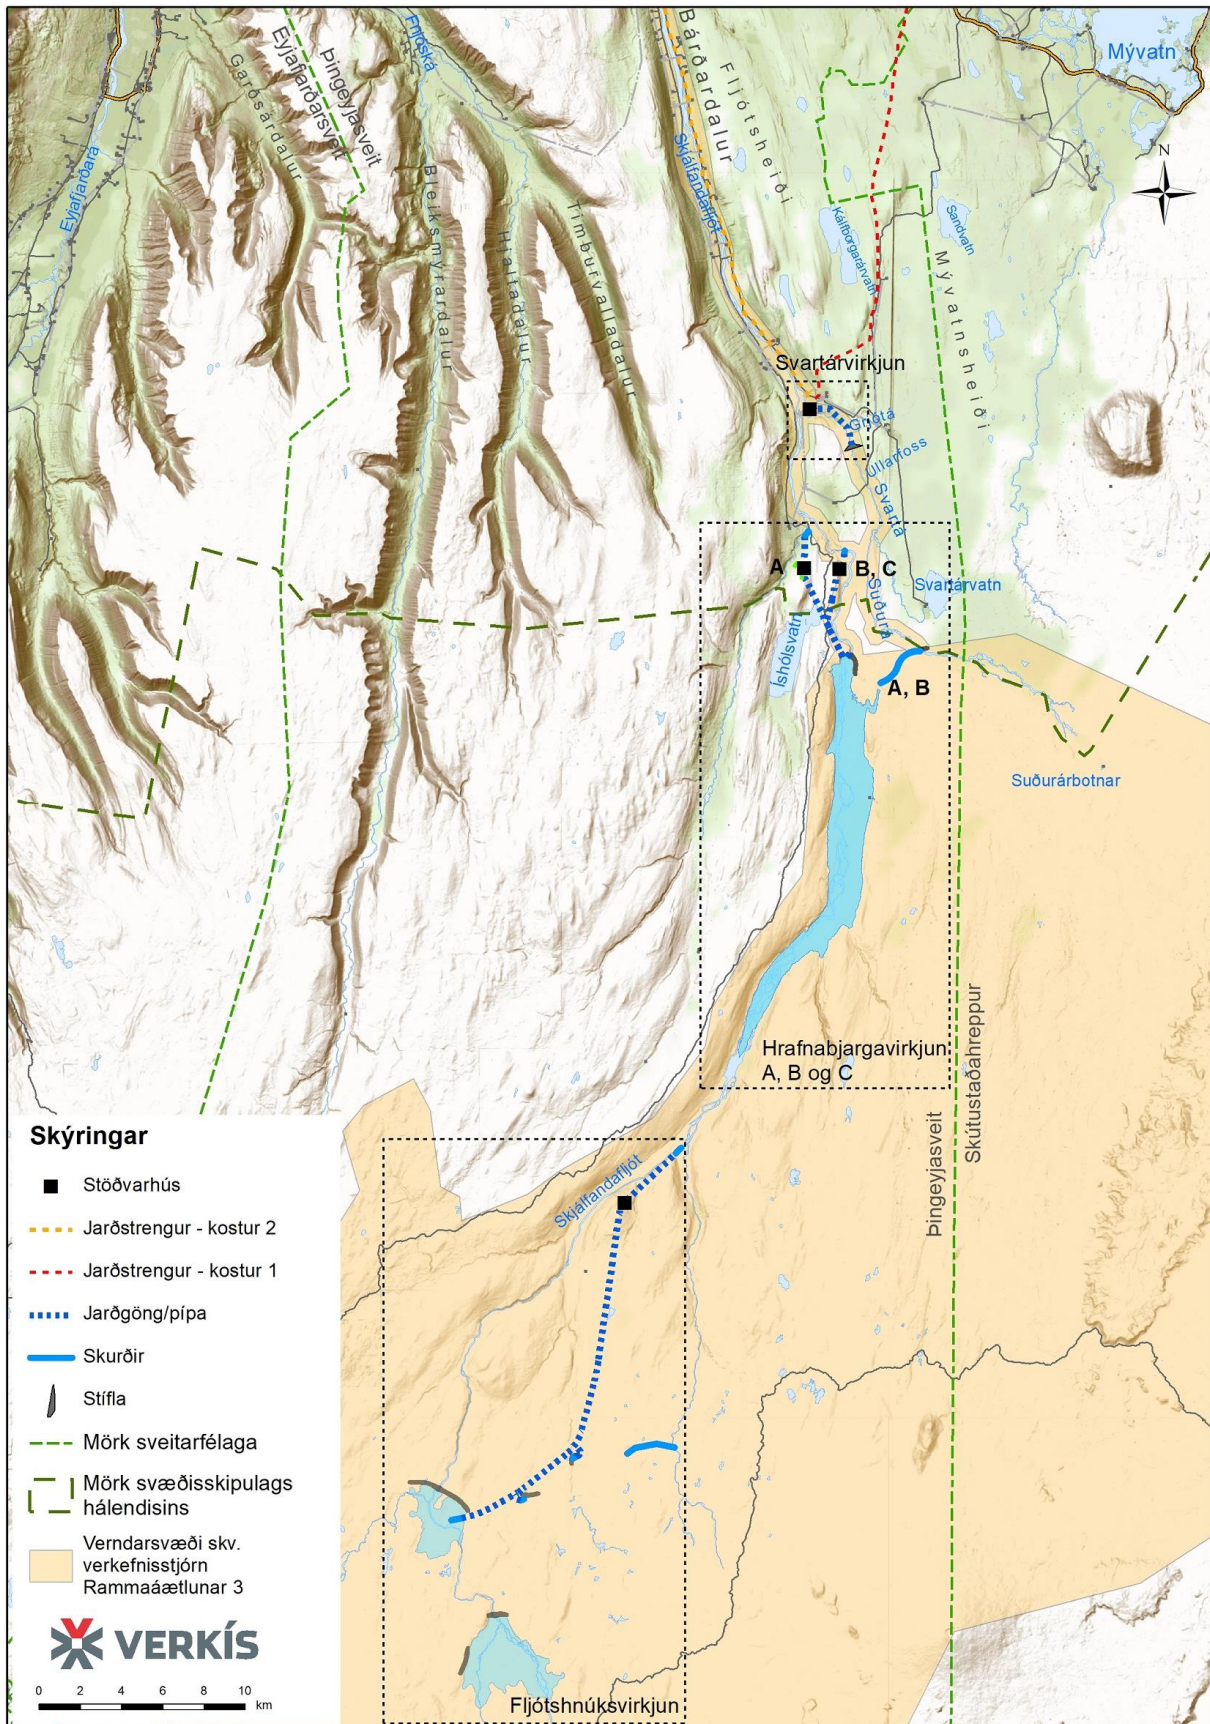 Mývatn
Fnjóská
Bárðardalur
Fljótsheiði
Eyjafjarðarsveit
Þingeyjasveit
Garðsárdalur
Eyjafjarðará
Bleiksmýrardalur
Hjaltadalur
Timburvalladalur
Skjálfandafljót
Kálfborgarárvatn
Sandvatn
Mývatnsheiði
N
Svartárvirkjun
Grjótá
Ullarfoss
Svartá
A
B, C
Suðurá
Svartárvatn
Íshólsvatn
A, B
Suðurárbotnar
Hrafnabjargavirkjun
A, B og C
Þingeyjasveit
Skútustaðahreppur
Skjálfandafljót
Fljótshnúksvirkjun
Skýringar
Stöðvarhús
Jarðstrengur - kostur 2
Jarðstrengur - kostur 1
Jarðgöng/pípa
Skurðir
Stífla
Mörk sveitarfélaga
Mörk svæðisskipulags
hálendisins
Verndarsvæði skv.
verkefnisstjórn
Rammaáætlunar 3
VERKÍS
0 2 4 6 8 10
km